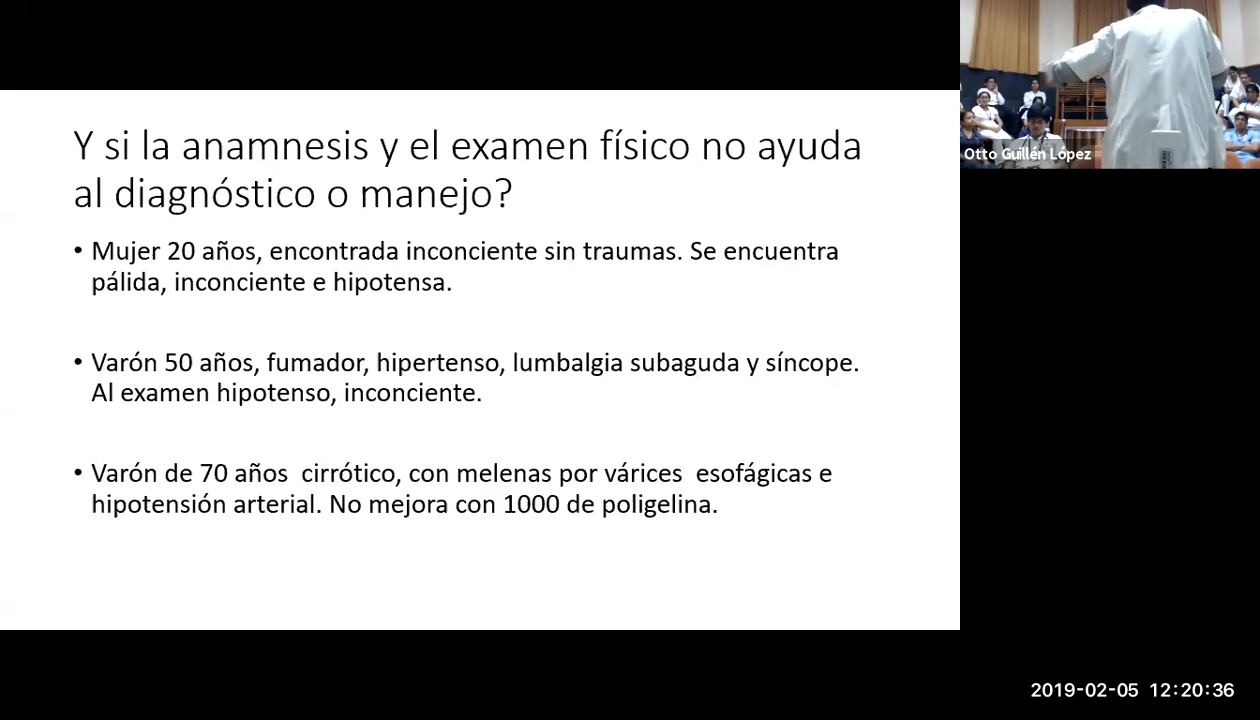 Y si la anamnesis y el examen físico no ayuda
al diagnóstico o manejo?
• Mujer 20 años, encontrada inconciente sin traumas. Se encuentra
pálida, inconciente e hipotensa.
• Varón 50 años, fumador, hipertenso, lumbalgia subaguda y síncope.
Al examen hipotenso, inconciente.
• Varón de 70 años  cirrótico, con melenas por várices  esofágicas e
hipotensión arterial. No mejora con 1000 de poligelina.
Otto Guillén López
2019-02-05 12:20:36